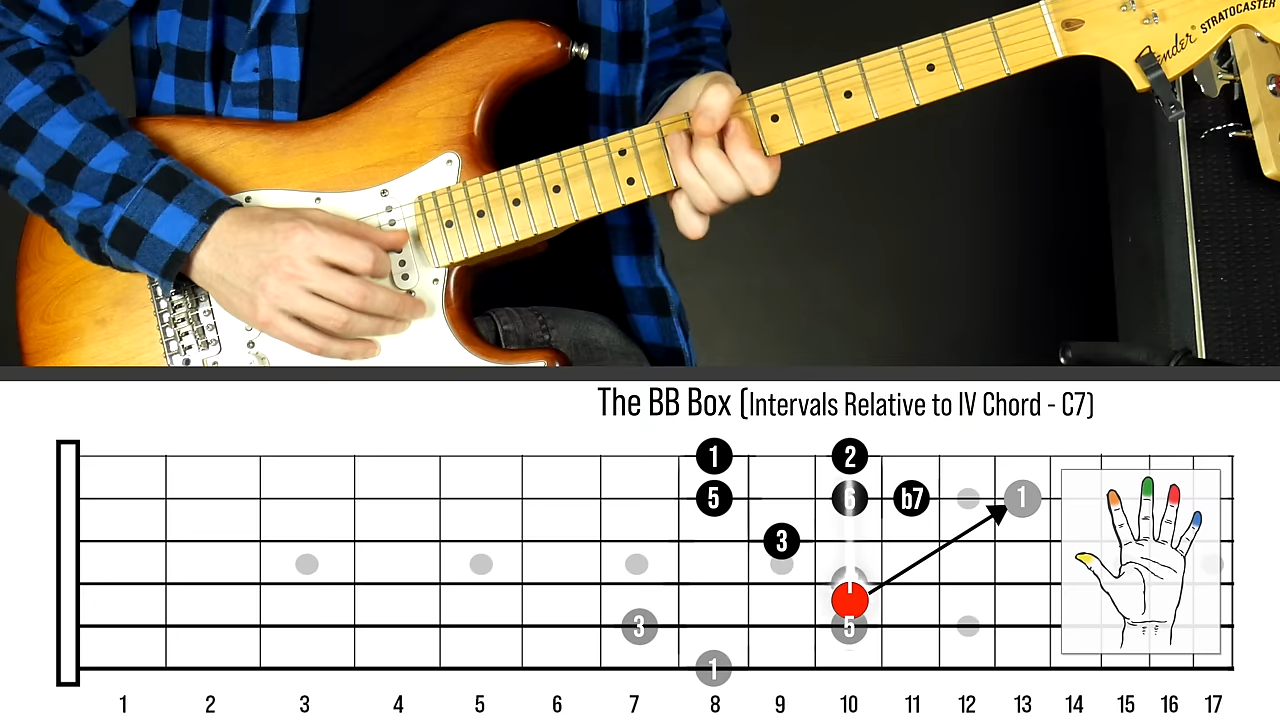 Fender STRATOCASTER
The BB Box (Intervals Relative to IV Chord - C7)
1 2
5 6 b7 1
3
3 5
1
1 2 3 4 5 6 7 8 9 10 11 12 13 14 15 16 17